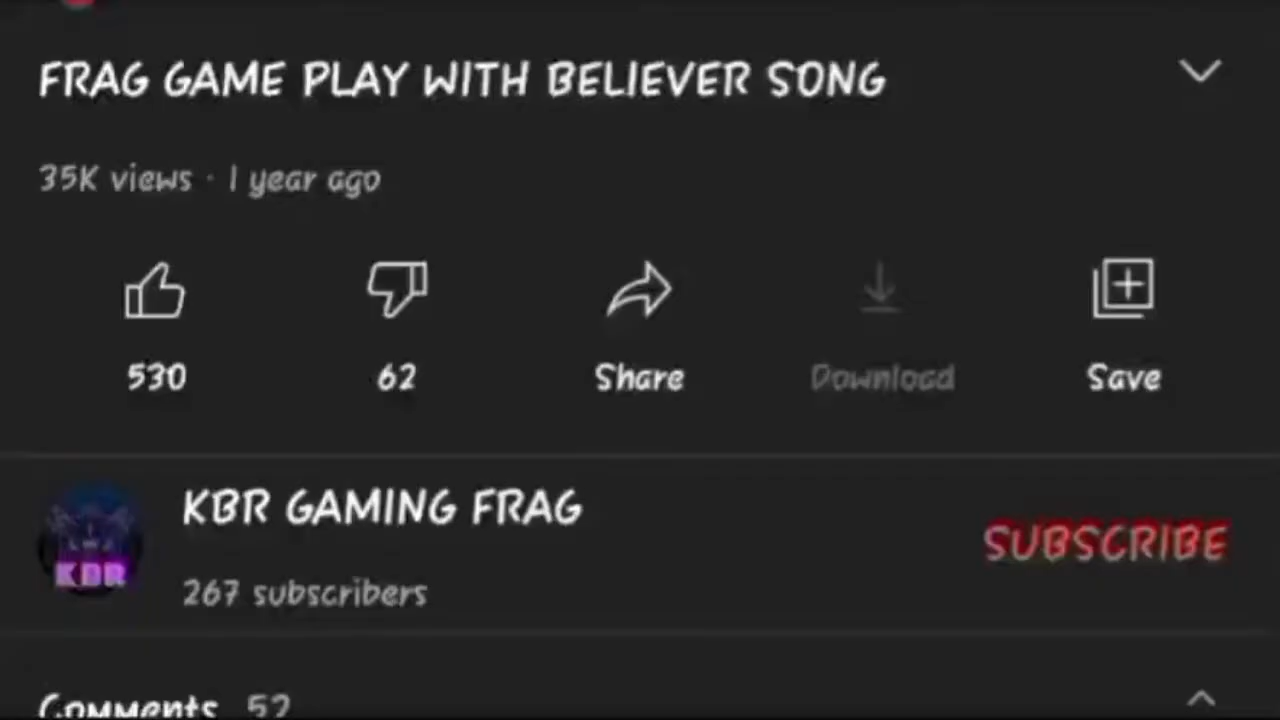 FRAG GAME PLAY WITH BELIEVER SONG
35K views · 1 year ago
530 62 Share Download Save
KBR GAMING FRAG
KBR
SUBSCRIBE
267 subscribers
Comments 52